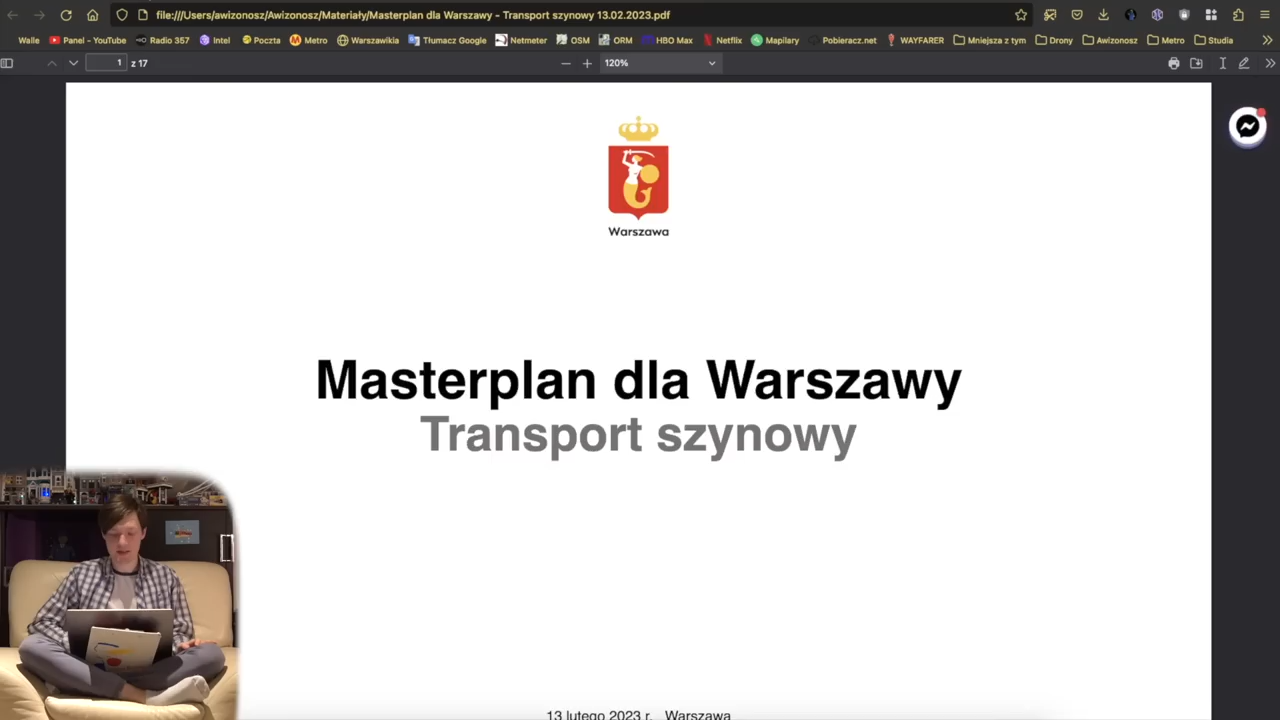 file:///Users/awizonosz/Awizonosz/Materiały/Masterplan dla Warszawy - Transport szynowy 13.02.2023.pdf
Walle Panel - YouTube Radio 357 Intel Poczta Metro Warszawikia Tłumacz Google Netmeter OSM ORM HBO Max Netflix Mapilary Pobieracz.net WAYFARER Mniejsza z tym Drony Awizonosz Metro Studia
1 z 17 120%
Warszawa
Masterplan dla Warszawy
Transport szynowy
13 lutego 2023 r. Warszawa